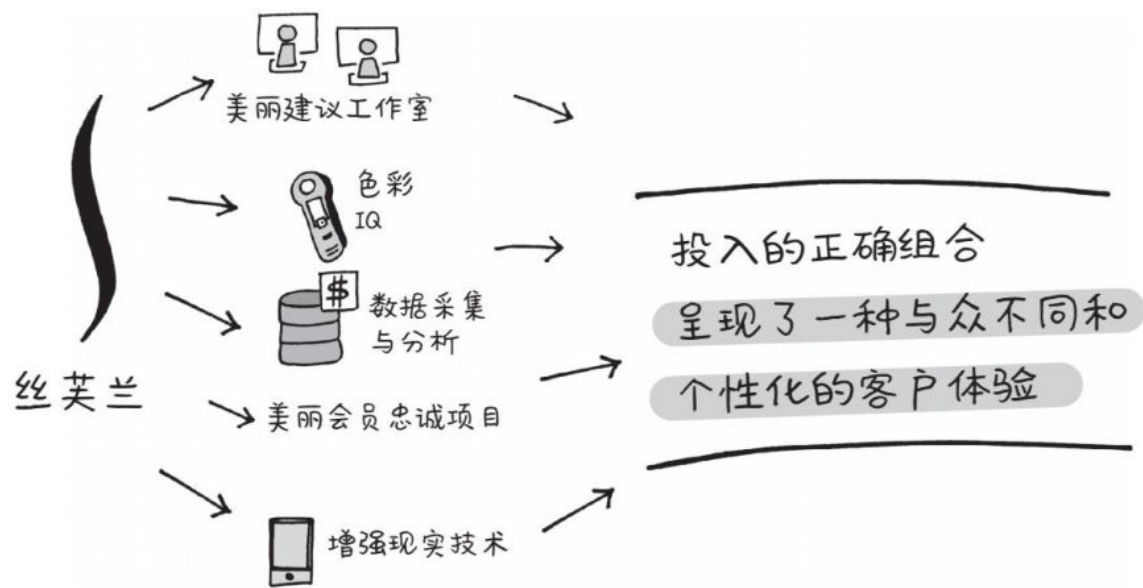 美丽建议工作室
色彩
IQ
$
数据采集
与分析
丝芙兰
美丽会员忠诚项目
增强现实技术
投入的正确组合
呈现了一种与众不同和
个性化的客户体验